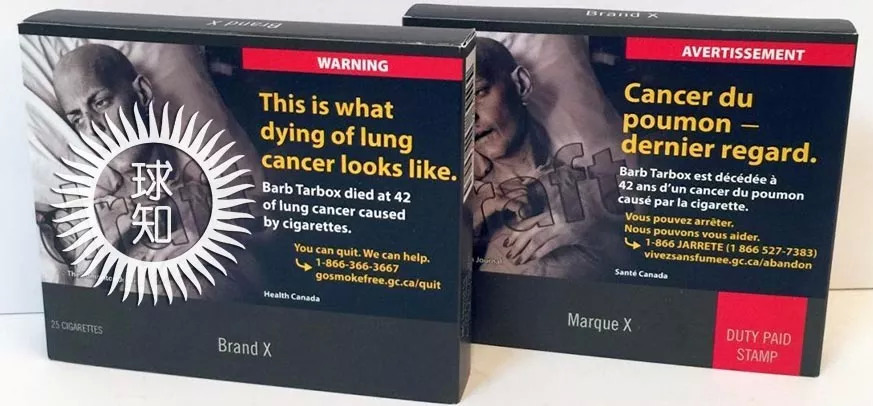 Brand X
WARNING
This is what
dying of lung
cancer looks like.
Barb Tarbox died at 42
of lung cancer caused
by cigarettes.
You can quit. We can help.
1-866-366-3667
gosmokefree.gc.ca/quit
Health Canada
25 CIGARETTES
Brand X
球
知
Brand X
AVERTISSEMENT
Cancer du
poumon –
dernier regard.
Barb Tarbox est décédée à
42 ans d'un cancer du poumon
causé par la cigarette.
Vous pouvez arrêter.
Nous pouvons vous aider.
1-866 JARRETE (1 866 527-7383)
vivezsansfumee.gc.ca/abandon
Journal
Santé Canada
Marque X
DUTY PAID
STAMP